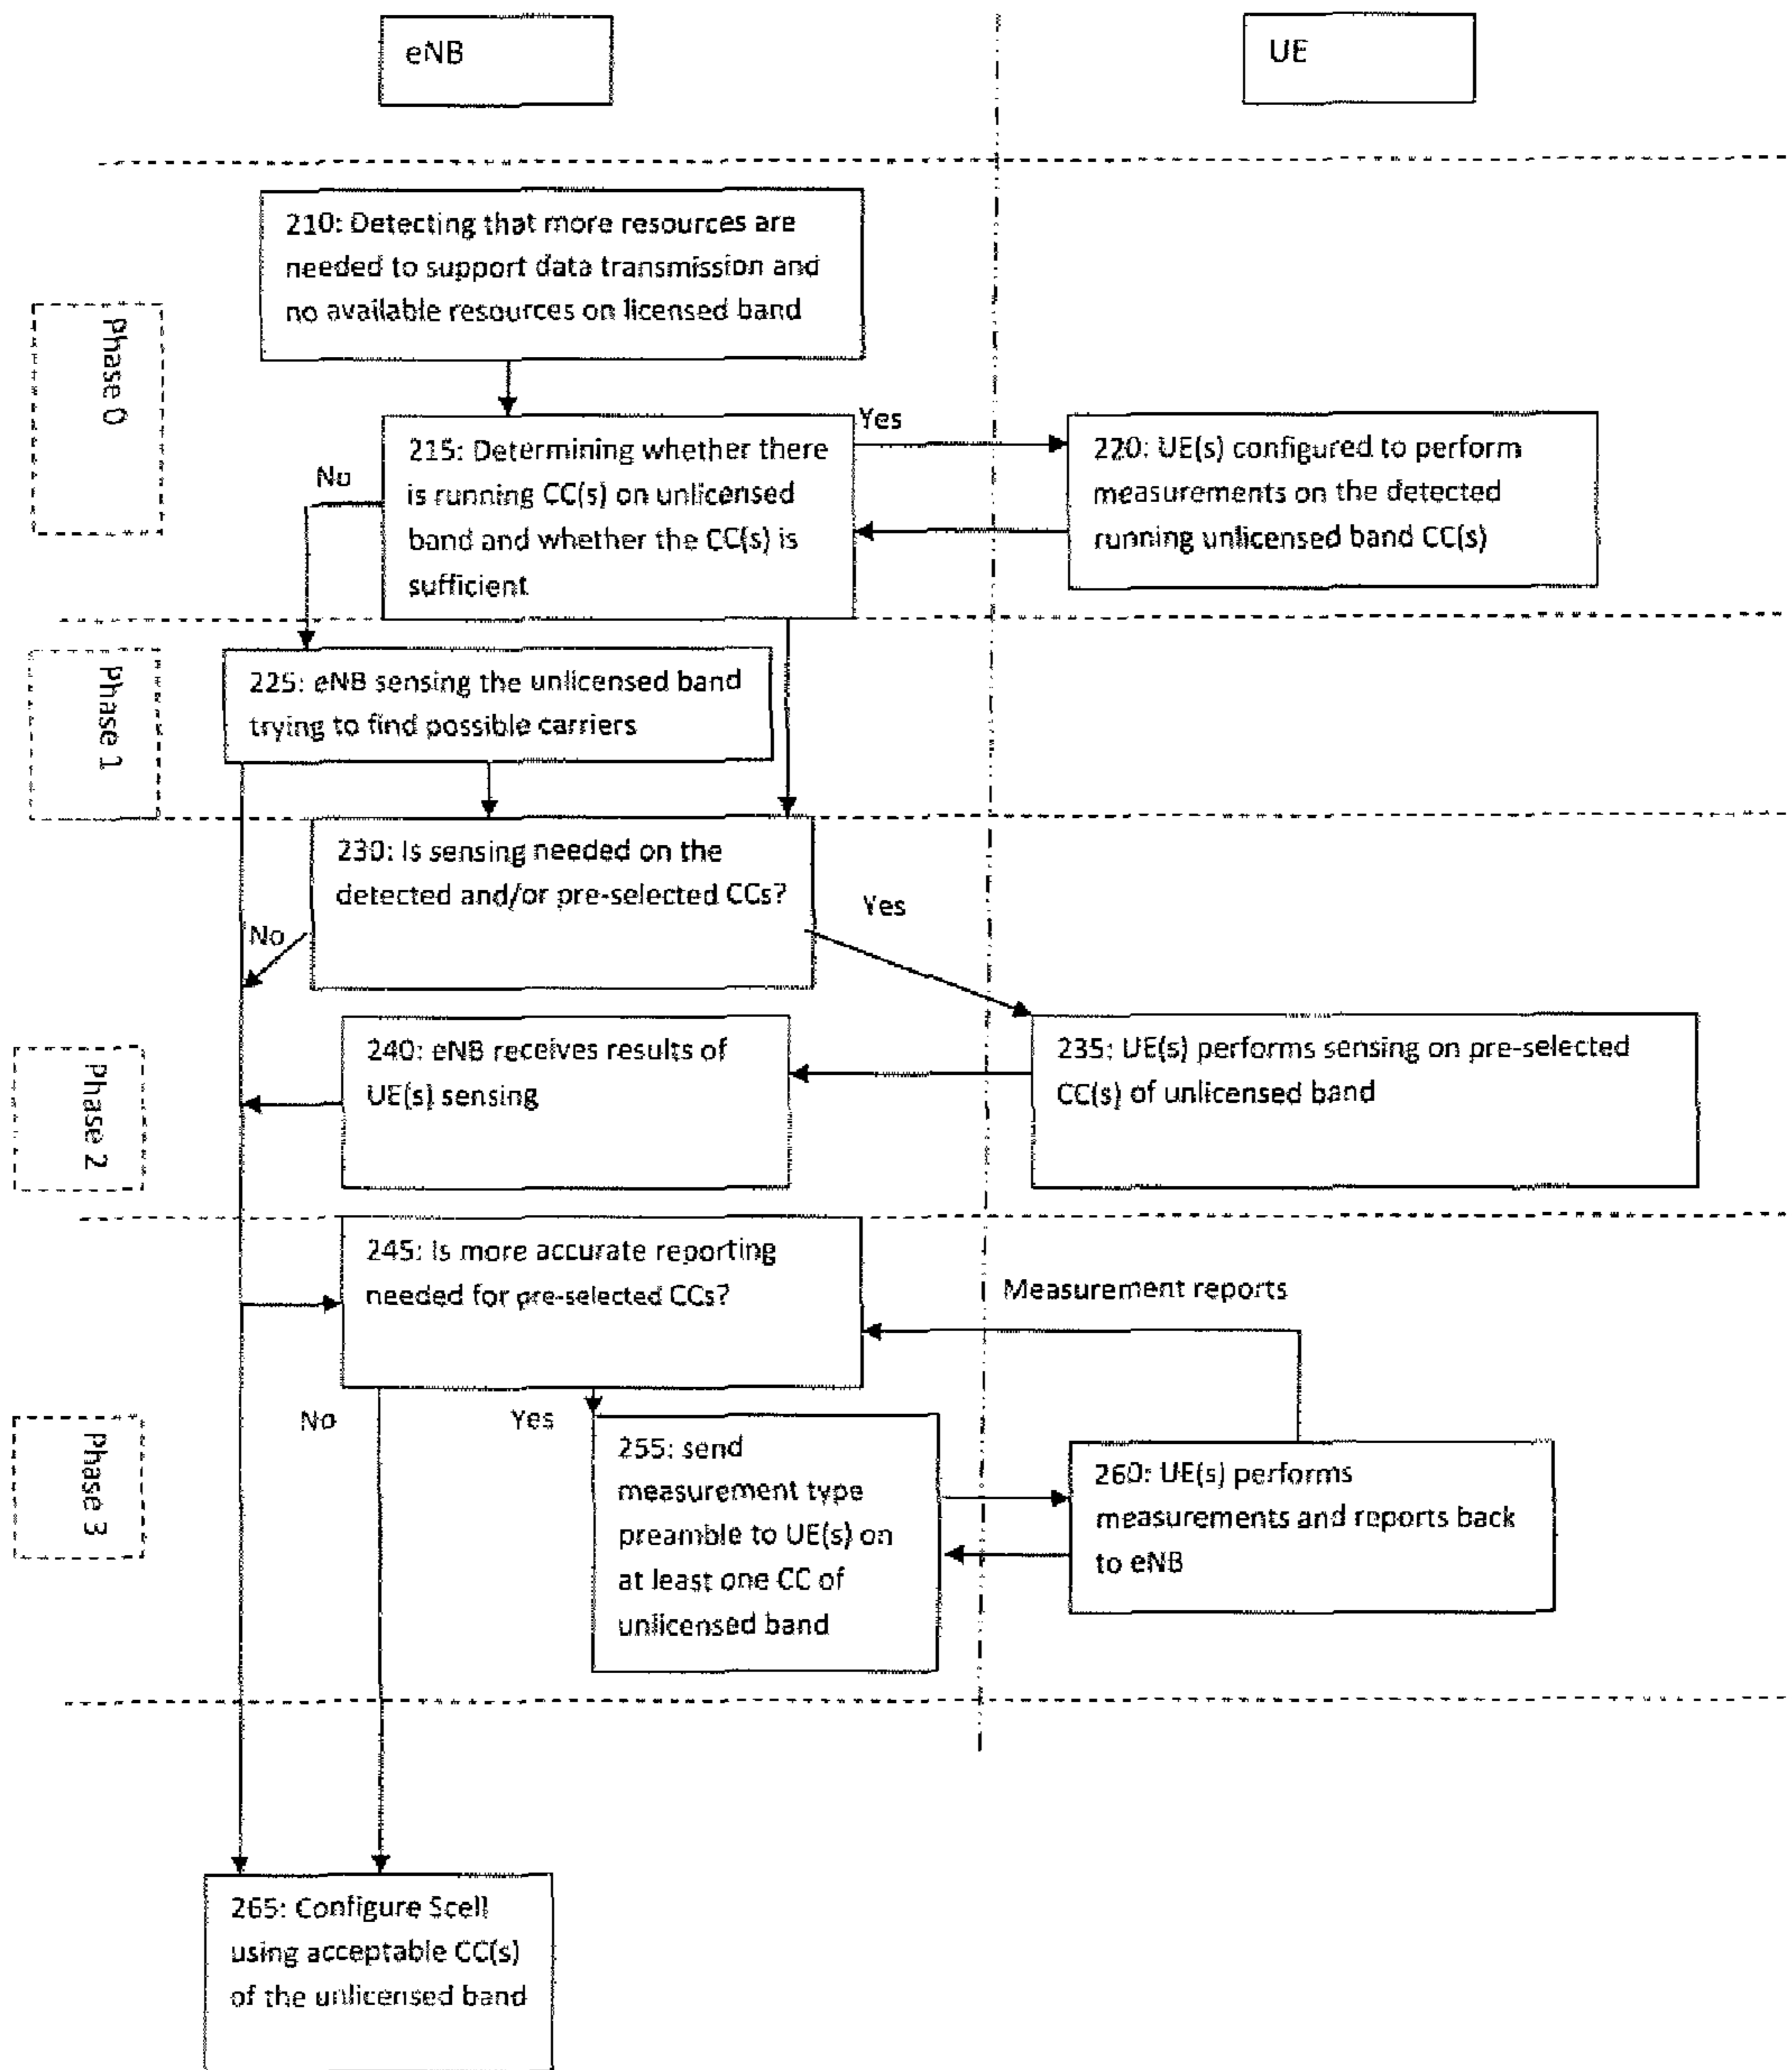 eNB
UE
Phase 0
210: Detecting that more resources are
needed to support data transmission and
no available resources on licensed band
215: Determining whether there
is running CC(s) on unlicensed
band and whether the CC(s) is
sufficient
Yes
No
220: UE(s) configured to perform
measurements on the detected
running unlicensed band CC(s)
Phase 1
225: eNB sensing the unlicensed band
trying to find possible carriers
230: Is sensing needed on the
detected and/or pre-selected CCs?
No
Yes
Phase 2
240: eNB receives results of
UE(s) sensing
235: UE(s) performs sensing on pre-selected
CC(s) of unlicensed band
245: Is more accurate reporting
needed for pre-selected CCs?
Measurement reports
Phase 3
No
Yes
255: send
measurement type
preamble to UE(s) on
at least one CC of
unlicensed band
260: UE(s) performs
measurements and reports back
to eNB
265: Configure Scell
using acceptable CC(s)
of the unlicensed band